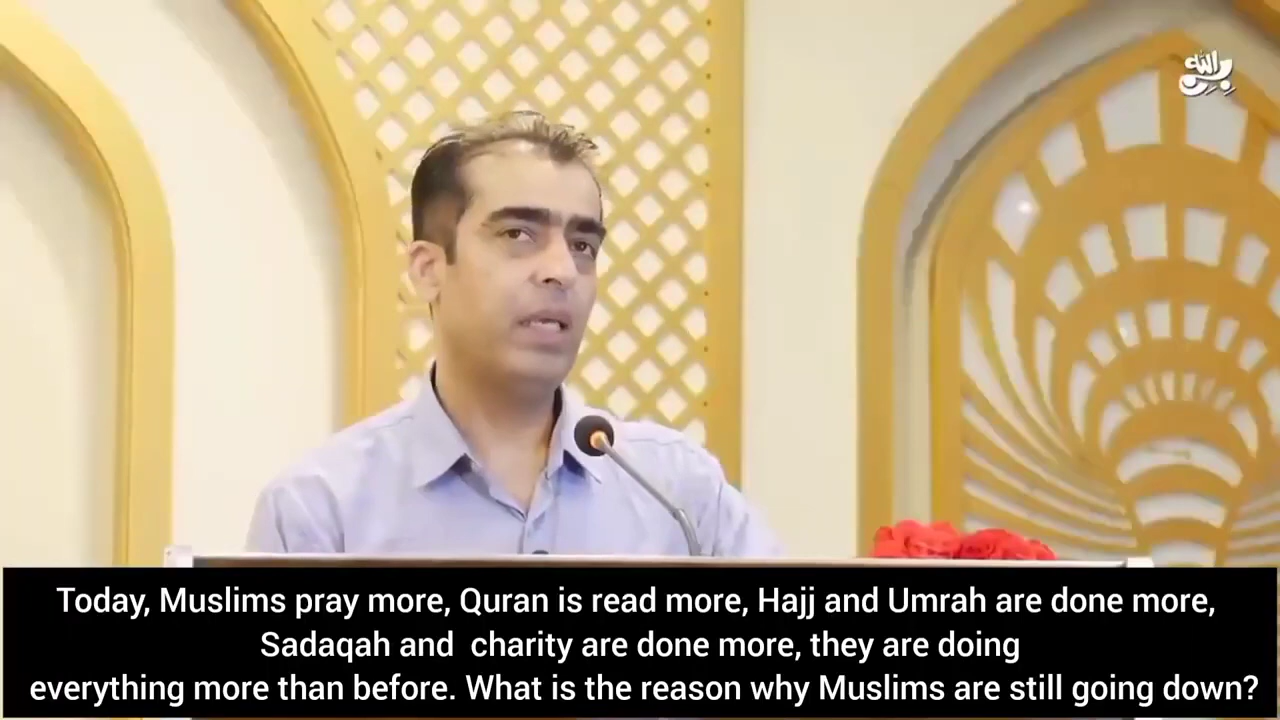 الله
Today, Muslims pray more, Quran is read more, Hajj and Umrah are done more,
Sadaqah and charity are done more, they are doing
everything more than before. What is the reason why Muslims are still going down?